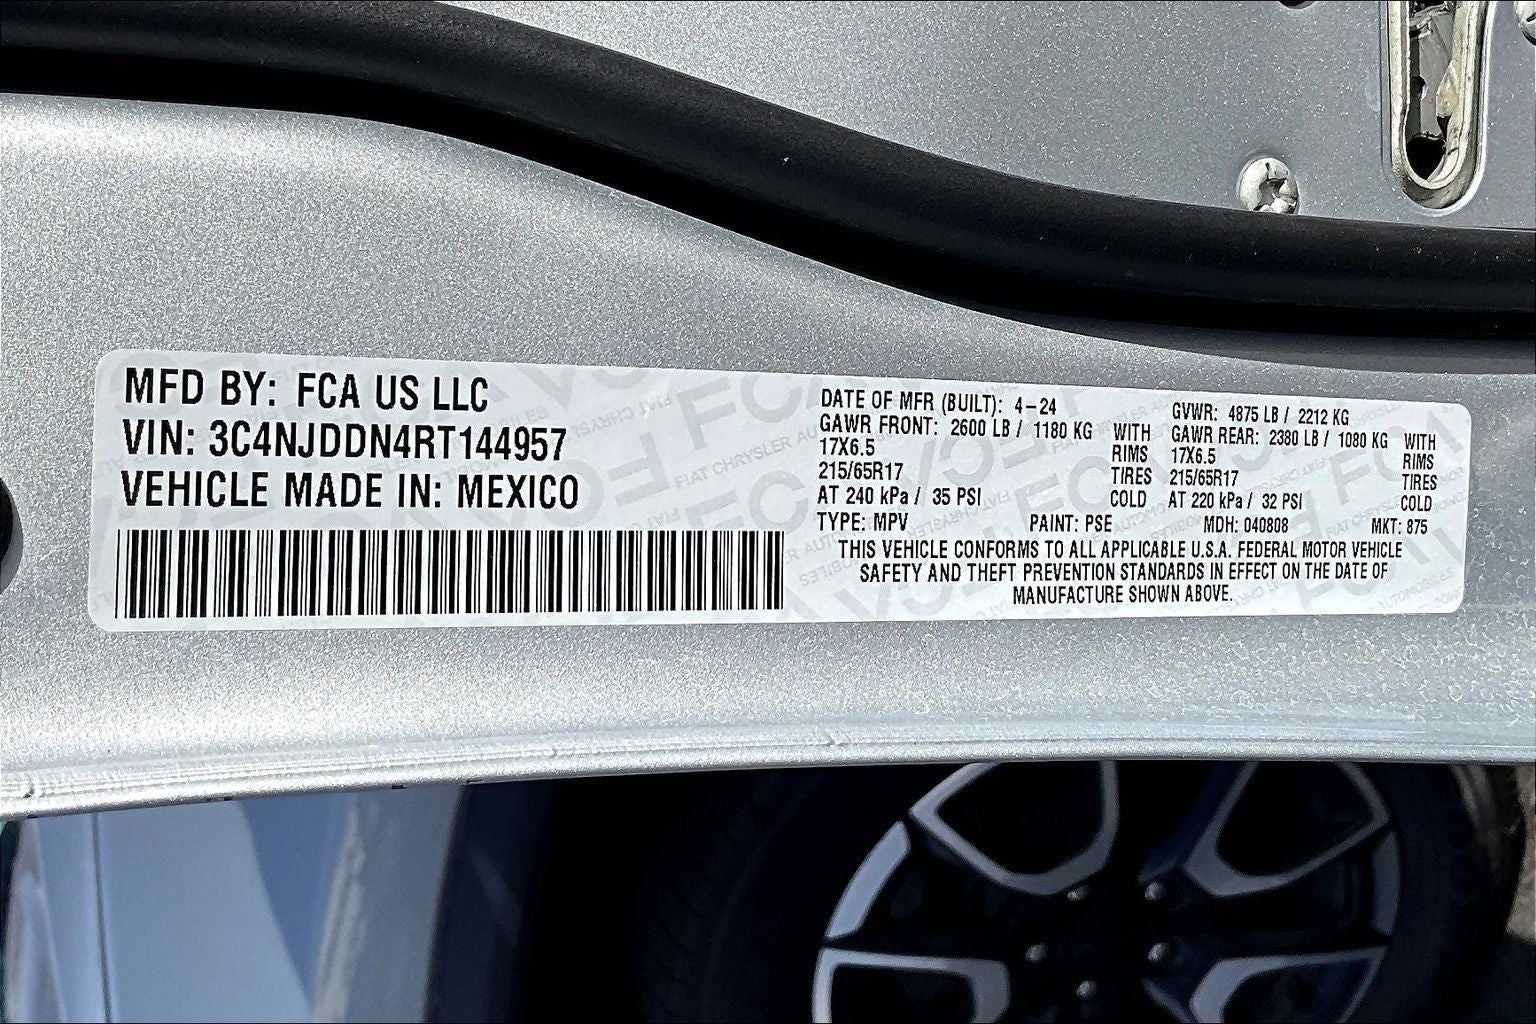 MFD BY: FCA US LLC
VIN: 3C4NJDDN4RT144957
VEHICLE MADE IN: MEXICO
DATE OF MFR (BUILT): 4-24 GVWR: 4875 LB / 2212 KG
GAWR FRONT: 2600 LB / 1180 KG WITH GAWR REAR: 2380 LB / 1080 KG WITH
17X6.5 RIMS 17X6.5 RIMS
215/65R17 TIRES 215/65R17 TIRES
AT 240 kPa / 35 PSI COLD AT 220 kPa / 32 PSI COLD
TYPE: MPV PAINT: PSE MDH: 040808 MKT: 875
THIS VEHICLE CONFORMS TO ALL APPLICABLE U.S.A. FEDERAL MOTOR VEHICLE
SAFETY AND THEFT PREVENTION STANDARDS IN EFFECT ON THE DATE OF
MANUFACTURE SHOWN ABOVE.